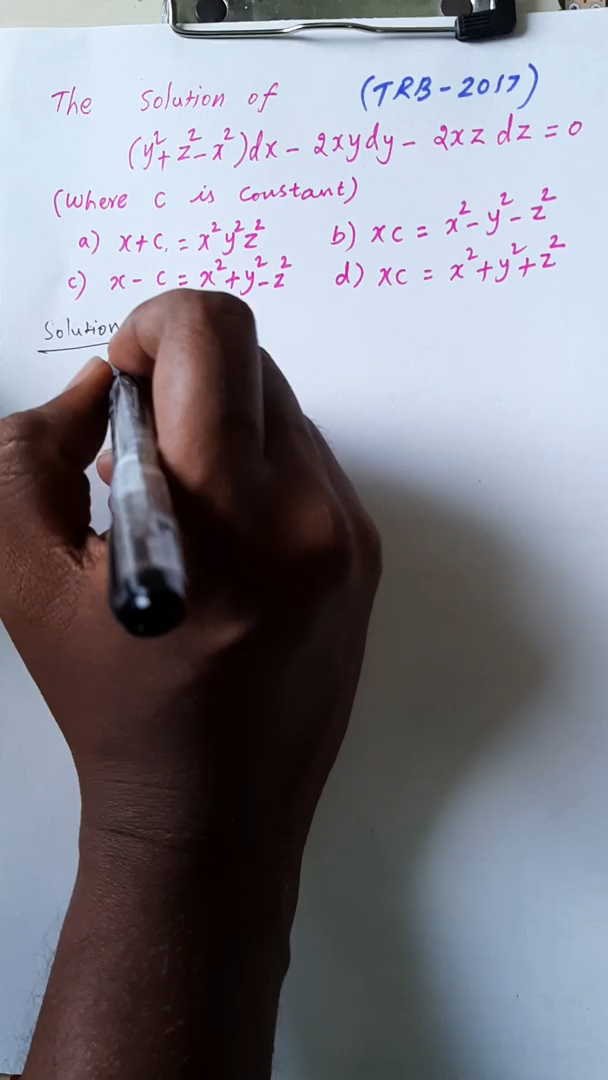 The Solution of (TRB-2017)
(y²+z²-x²)dx - 2xydy - 2xz dz = 0
(Where C is Constant)
a) x+C = x²y²z² b) xc = x²-y²-z²
c) x-c = x²+y²-z² d) xc = x²+y²+z²
Solution